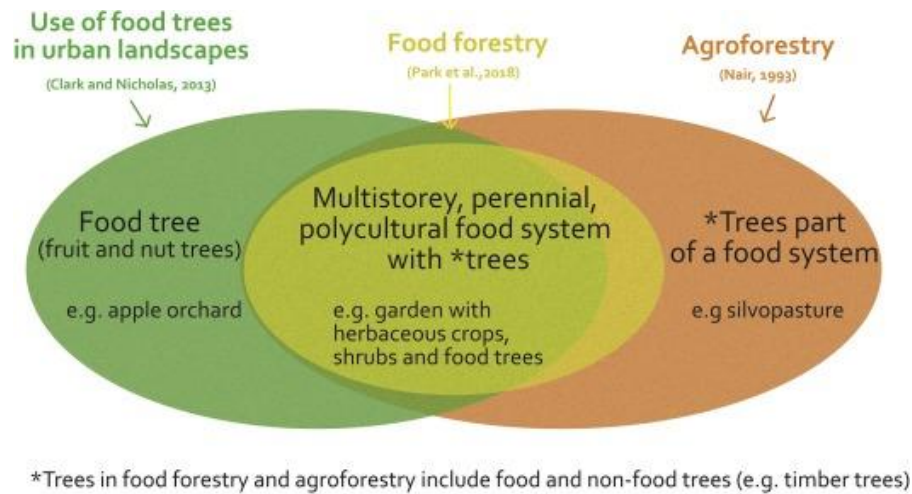 Use of food trees
in urban landscapes
(Clark and Nicholas, 2013)
Food forestry
(Park et al.,2018)
Agroforestry
(Nair, 1993)
Food tree
(fruit and nut trees)
e.g. apple orchard
Multistorey, perennial,
polycultural food system
with *trees
e.g. garden with
herbaceous crops,
shrubs and food trees
*Trees part
of a food system
e.g silvopasture
*Trees in food forestry and agroforestry include food and non-food trees (e.g. timber trees)